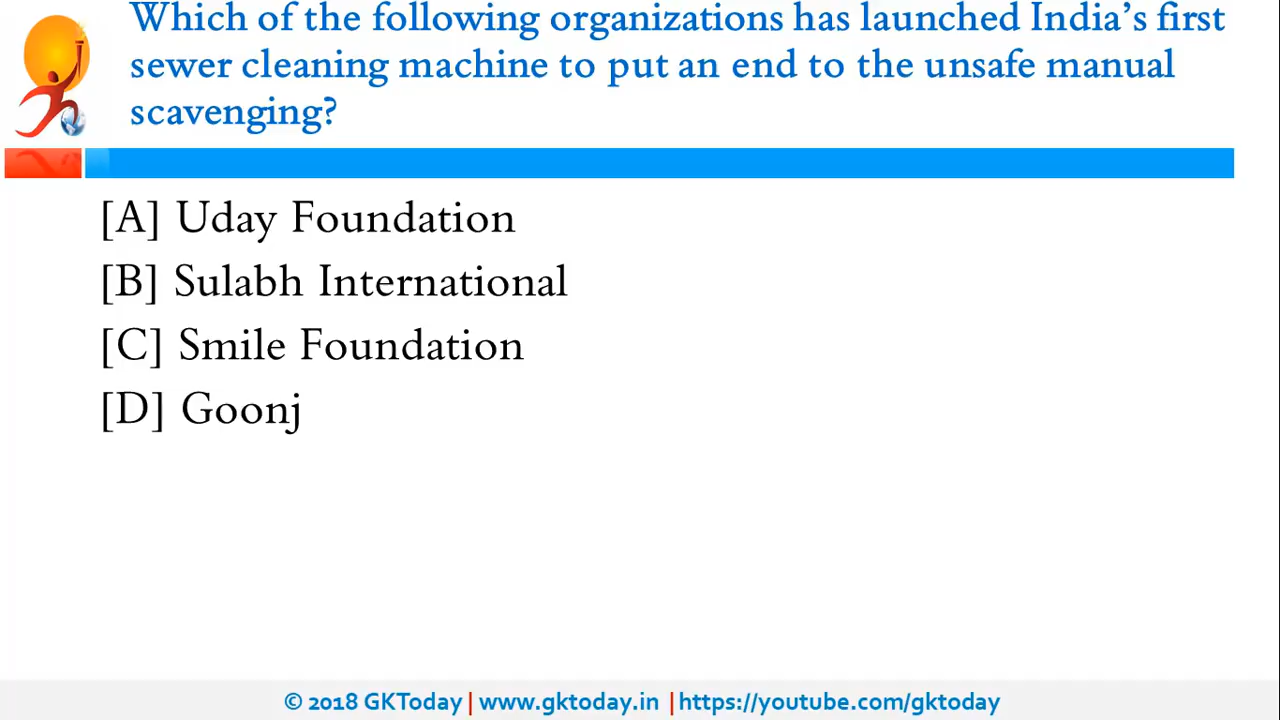 Which of the following organizations has launched India’s first
sewer cleaning machine to put an end to the unsafe manual
scavenging?
[A] Uday Foundation
[B] Sulabh International
[C] Smile Foundation
[D] Goonj
© 2018 GKToday | www.gktoday.in | https://youtube.com/gktoday